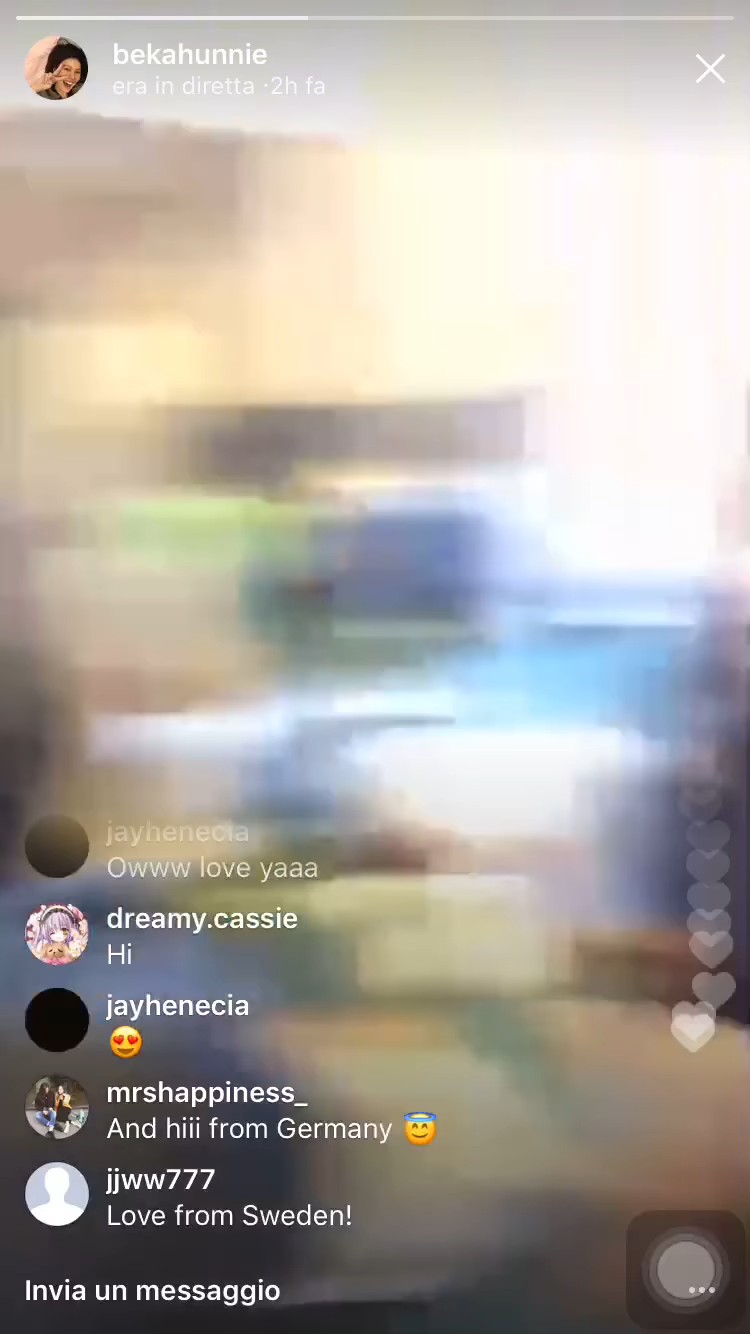 bekahunnie
era in diretta ·2h fa
jayhenecia
Owww love yaaa
dreamy.cassie
Hi
jayhenecia
😍
mrshappiness_
And hiii from Germany 😇
jjww777
Love from Sweden!
Invia un messaggio